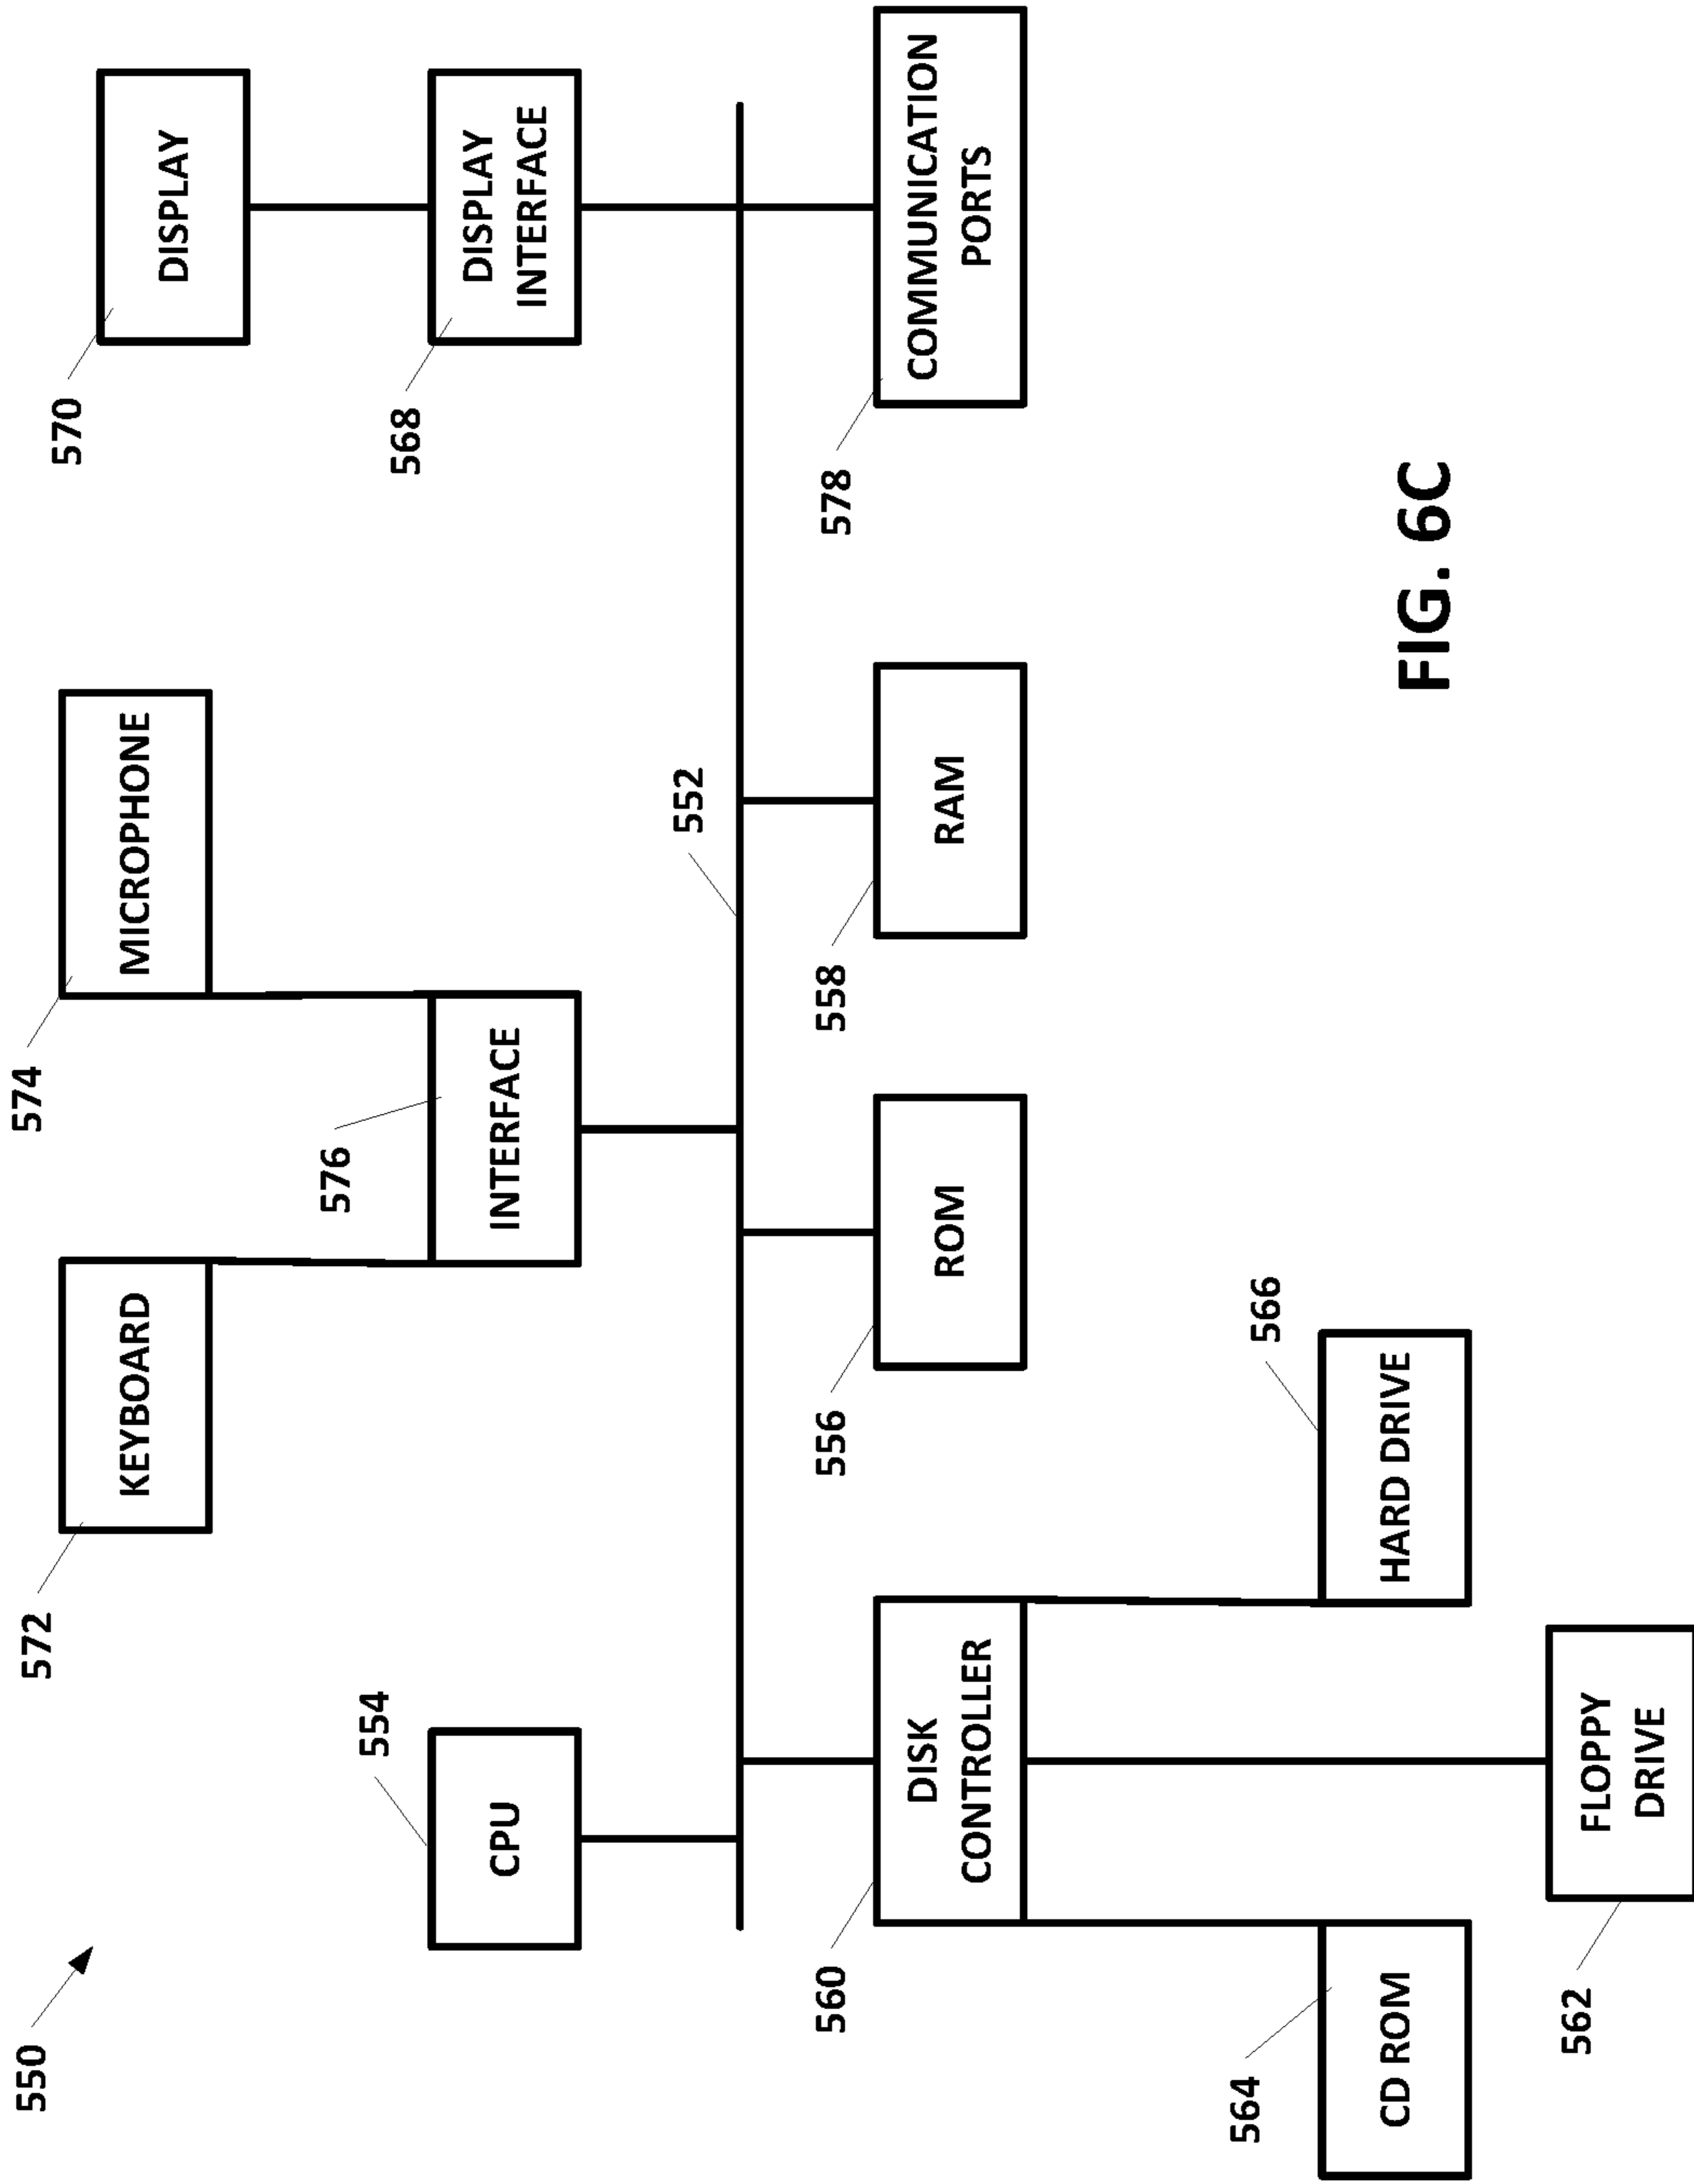 550
572
KEYBOARD
574
MICROPHONE
570
DISPLAY
554
CPU
576
INTERFACE
568
DISPLAY
INTERFACE
552
560
DISK
CONTROLLER
556
ROM
558
RAM
578
COMMUNICATION
PORTS
564
CD ROM
566
HARD DRIVE
562
FLOPPY
DRIVE
FIG. 6C